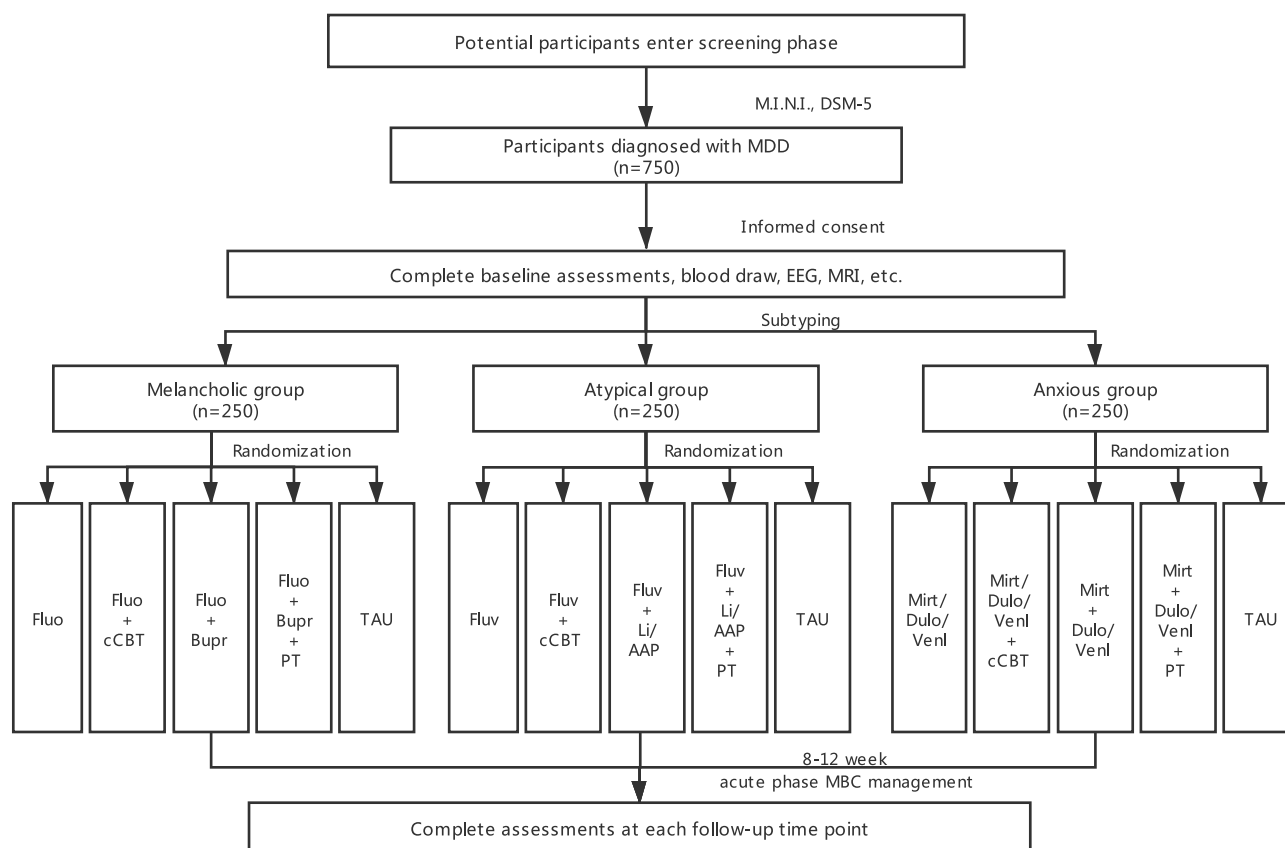 Potential participants enter screening phase
M.I.N.I., DSM-5
Participants diagnosed with MDD
(n=750)
Informed consent
Complete baseline assessments, blood draw, EEG, MRI, etc.
Subtyping
Melancholic group
(n=250)
Atypical group
(n=250)
Anxious group
(n=250)
Randomization
Randomization
Randomization
Fluo
Fluo
+
cCBT
Fluo
+
Bupr
Fluo
+
Bupr
+
PT
TAU
Fluv
Fluv
+
cCBT
Fluv
+
Li/
AAP
Fluv
+
Li/
AAP
+
PT
TAU
Mirt/
Dulo/
Venl
Mirt/
Dulo/
Venl
+
cCBT
Mirt
+
Dulo/
Venl
Mirt
+
Dulo/
Venl
+
PT
TAU
8-12 week
acute phase MBC management
Complete assessments at each follow-up time point